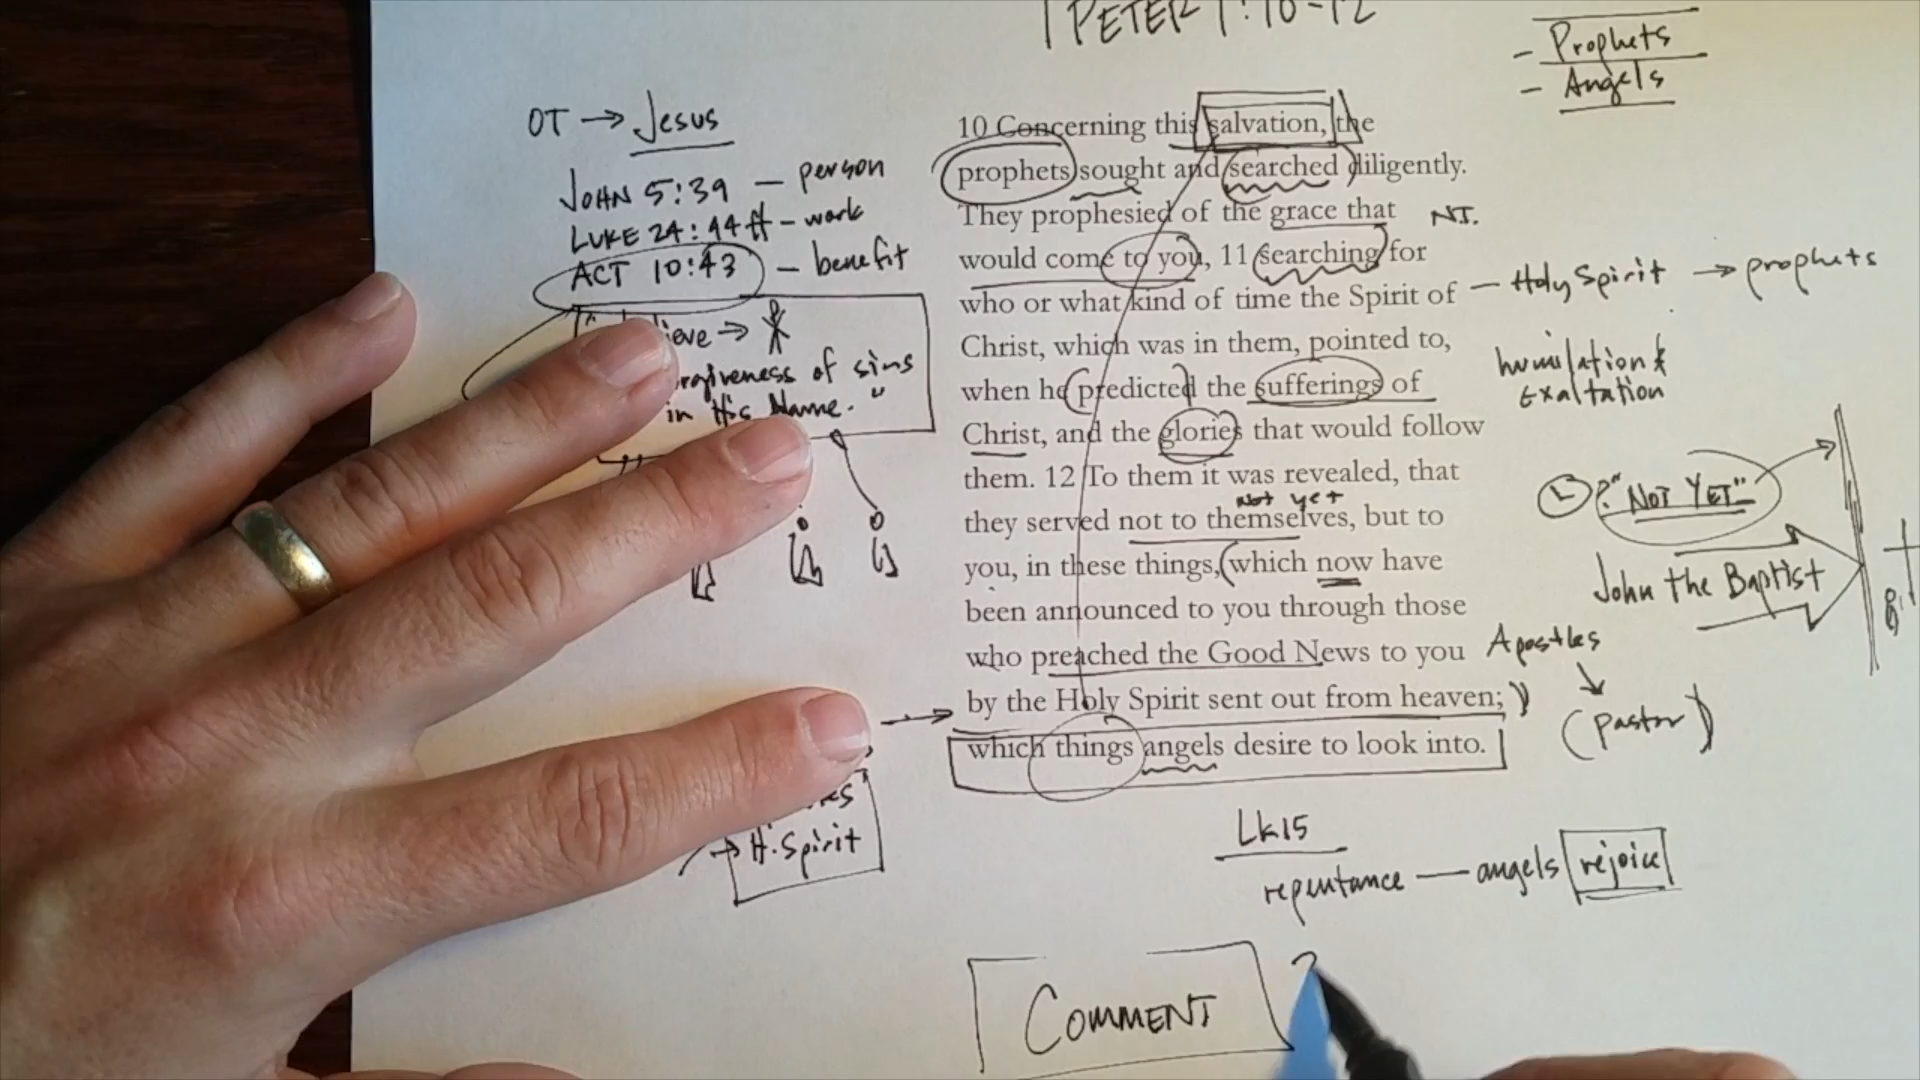 1 PETER 1:10-12
- Prophets
- Angels
OT → Jesus
JOHN 5:39 - person
LUKE 24:44ff - work
ACT 10:43 - benefit
of sins
in His Name."
H. Spirit
10 Concerning this salvation, the
prophets sought and searched diligently.
They prophesied of the grace that
would come to you, 11 searching for
who or what kind of time the Spirit of
Christ, which was in them, pointed to,
when he predicted the sufferings of
Christ, and the glories that would follow
them. 12 To them it was revealed, that
not yet
they served not to themselves, but to
you, in these things, which now have
been announced to you through those
who preached the Good News to you
by the Holy Spirit sent out from heaven;
which things angels desire to look into.
NT.
- Holy Spirit → prophets
humilation &
Exaltation
"NOT YET"
John the Baptist
Apostles
(Pastor)
Lk15
repentance — angels rejoice
COMMENT